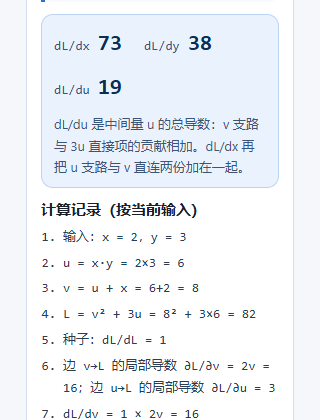 dL/dx 73 dL/dy 38
dL/du 19
dL/du 是中间量 u 的总导数：v 支路
与 3u 直接项的贡献相加。dL/dx 再
把 u 支路与 v 直连两份加在一起。
计算记录（按当前输入）
1. 输入：x = 2, y = 3
2. u = x·y = 2×3 = 6
3. v = u + x = 6+2 = 8
4. L = v² + 3u = 8² + 3×6 = 82
5. 种子：dL/dL = 1
6. 边 v→L 的局部导数 ∂L/∂v = 2v =
16；边 u→L 的局部导数 ∂L/∂u = 3
7. dL/dv = 1 × 2v = 16